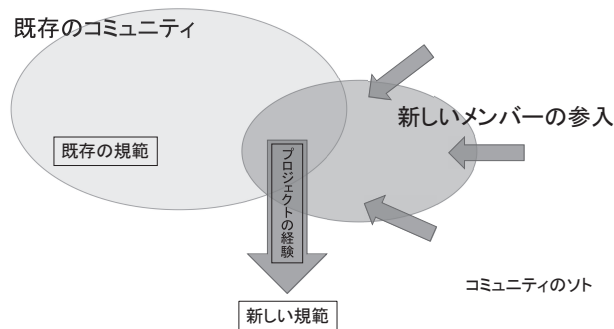 既存のコミュニティ
新しいメンバーの参入
既存の規範
プロジェクトの経験
コミュニティのソト
新しい規範